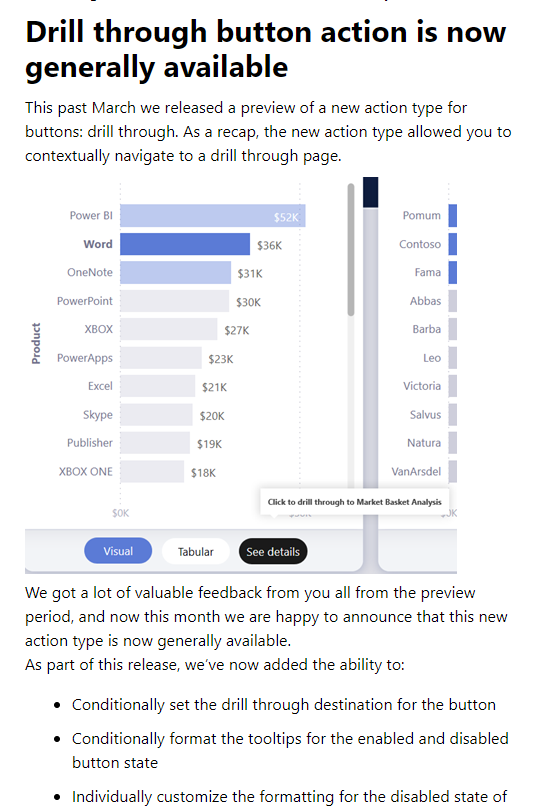 Drill through button action is now
generally available
This past March we released a preview of a new action type for
buttons: drill through. As a recap, the new action type allowed you to
contextually navigate to a drill through page.
Product
Power BI $52K
Word $36K
OneNote $31K
PowerPoint $30K
XBOX $27K
PowerApps $23K
Excel $21K
Skype $20K
Publisher $19K
XBOX ONE $18K
$0K
Pomum
Contoso
Fama
Abbas
Barba
Leo
Victoria
Salvus
Natura
VanArsdel
Click to drill through to Market Basket Analysis
Visual Tabular See details
We got a lot of valuable feedback from you all from the preview
period, and now this month we are happy to announce that this new
action type is now generally available.
As part of this release, we've now added the ability to:
• Conditionally set the drill through destination for the button
• Conditionally format the tooltips for the enabled and disabled
button state
• Individually customize the formatting for the disabled state of